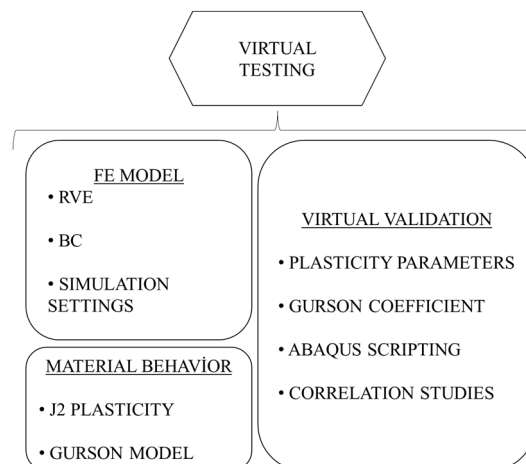 VIRTUAL
TESTING
FE MODEL
• RVE
• BC
• SIMULATION
SETTINGS
MATERIAL BEHAVİOR
• J2 PLASTICITY
• GURSON MODEL
VIRTUAL VALIDATION
• PLASTICITY PARAMETERS
• GURSON COEFFICIENT
• ABAQUS SCRIPTING
• CORRELATION STUDIES